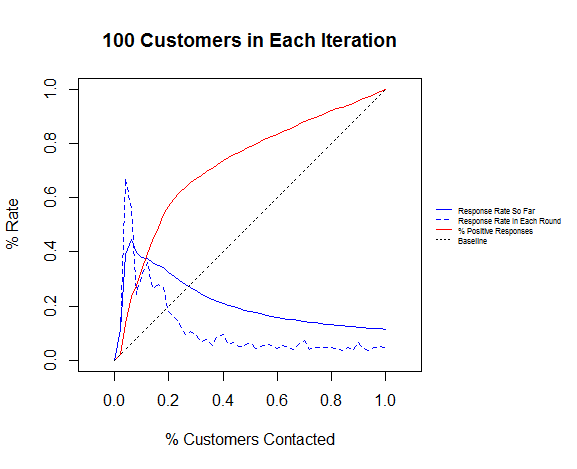 100 Customers in Each Iteration
1.0
0.8
0.6
0.4
0.2
0.0
% Rate
0.0 0.2 0.4 0.6 0.8 1.0
% Customers Contacted
Response Rate So Far
Response Rate In Each Round
% Positive Responses
Baseline